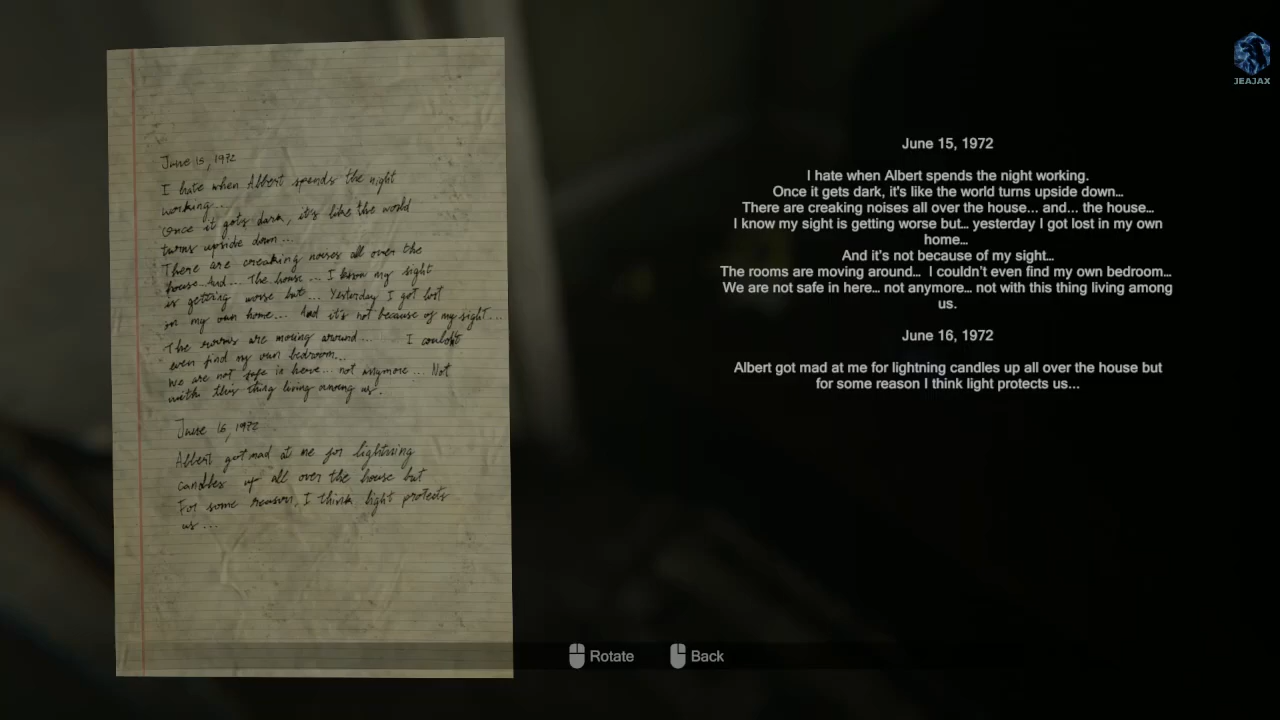 June 15, 1972
I hate when Albert spends the night
working...
Once it gets dark, it's like the world
turns upside down...
There are creaking noises all over the
house. And... The house... I know my sight
is getting worse but... Yesterday I got lost
in my own home... And it's not because of my sight...
The rooms are moving around... I couldn't
even find my own bedroom...
We are not safe in here... not anymore... Not
with this thing living among us.
June 16, 1972
Albert got mad at me for lightning
candles up all over the house but
For some reason, I think light protects
us...
JEAJAX
June 15, 1972
I hate when Albert spends the night working.
Once it gets dark, it's like the world turns upside down...
There are creaking noises all over the house... and... the house...
I know my sight is getting worse but... yesterday I got lost in my own
home...
And it's not because of my sight...
The rooms are moving around... I couldn't even find my own bedroom...
We are not safe in here... not anymore... not with this thing living among
us.
June 16, 1972
Albert got mad at me for lightning candles up all over the house but
for some reason I think light protects us...
Rotate
Back